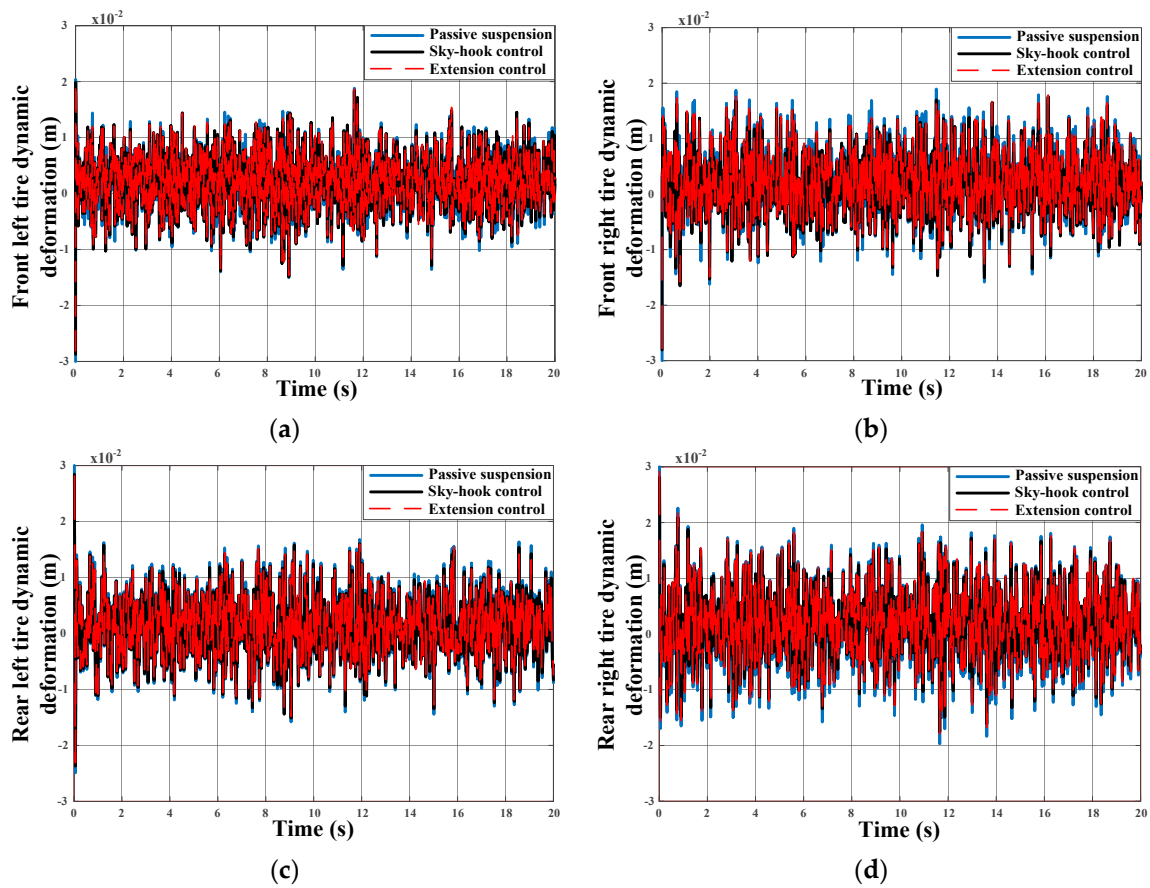 x10-2
Passive suspension
Sky-hook control
Extension control
Front left tire dynamic
deformation (m)
3
2
1
0
-1
-2
-3
0 2 4 6 8 10 12 14 16 18 20
Time (s)
(a)
x10-2
Passive suspension
Sky-hook control
Extension control
Front right tire dynamic
deformation (m)
3
2
1
0
-1
-2
-3
0 2 4 6 8 10 12 14 16 18 20
Time (s)
(b)
x10-2
Passive suspension
Sky-hook control
Extension control
Rear left tire dynamic
deformation (m)
3
2
1
0
-1
-2
-3
0 2 4 6 8 10 12 14 16 18 20
Time (s)
(c)
x10-2
Passive suspension
Sky-hook control
Extension control
Rear right tire dynamic
deformation (m)
3
2
1
0
-1
-2
-3
0 2 4 6 8 10 12 14 16 18 20
Time (s)
(d)